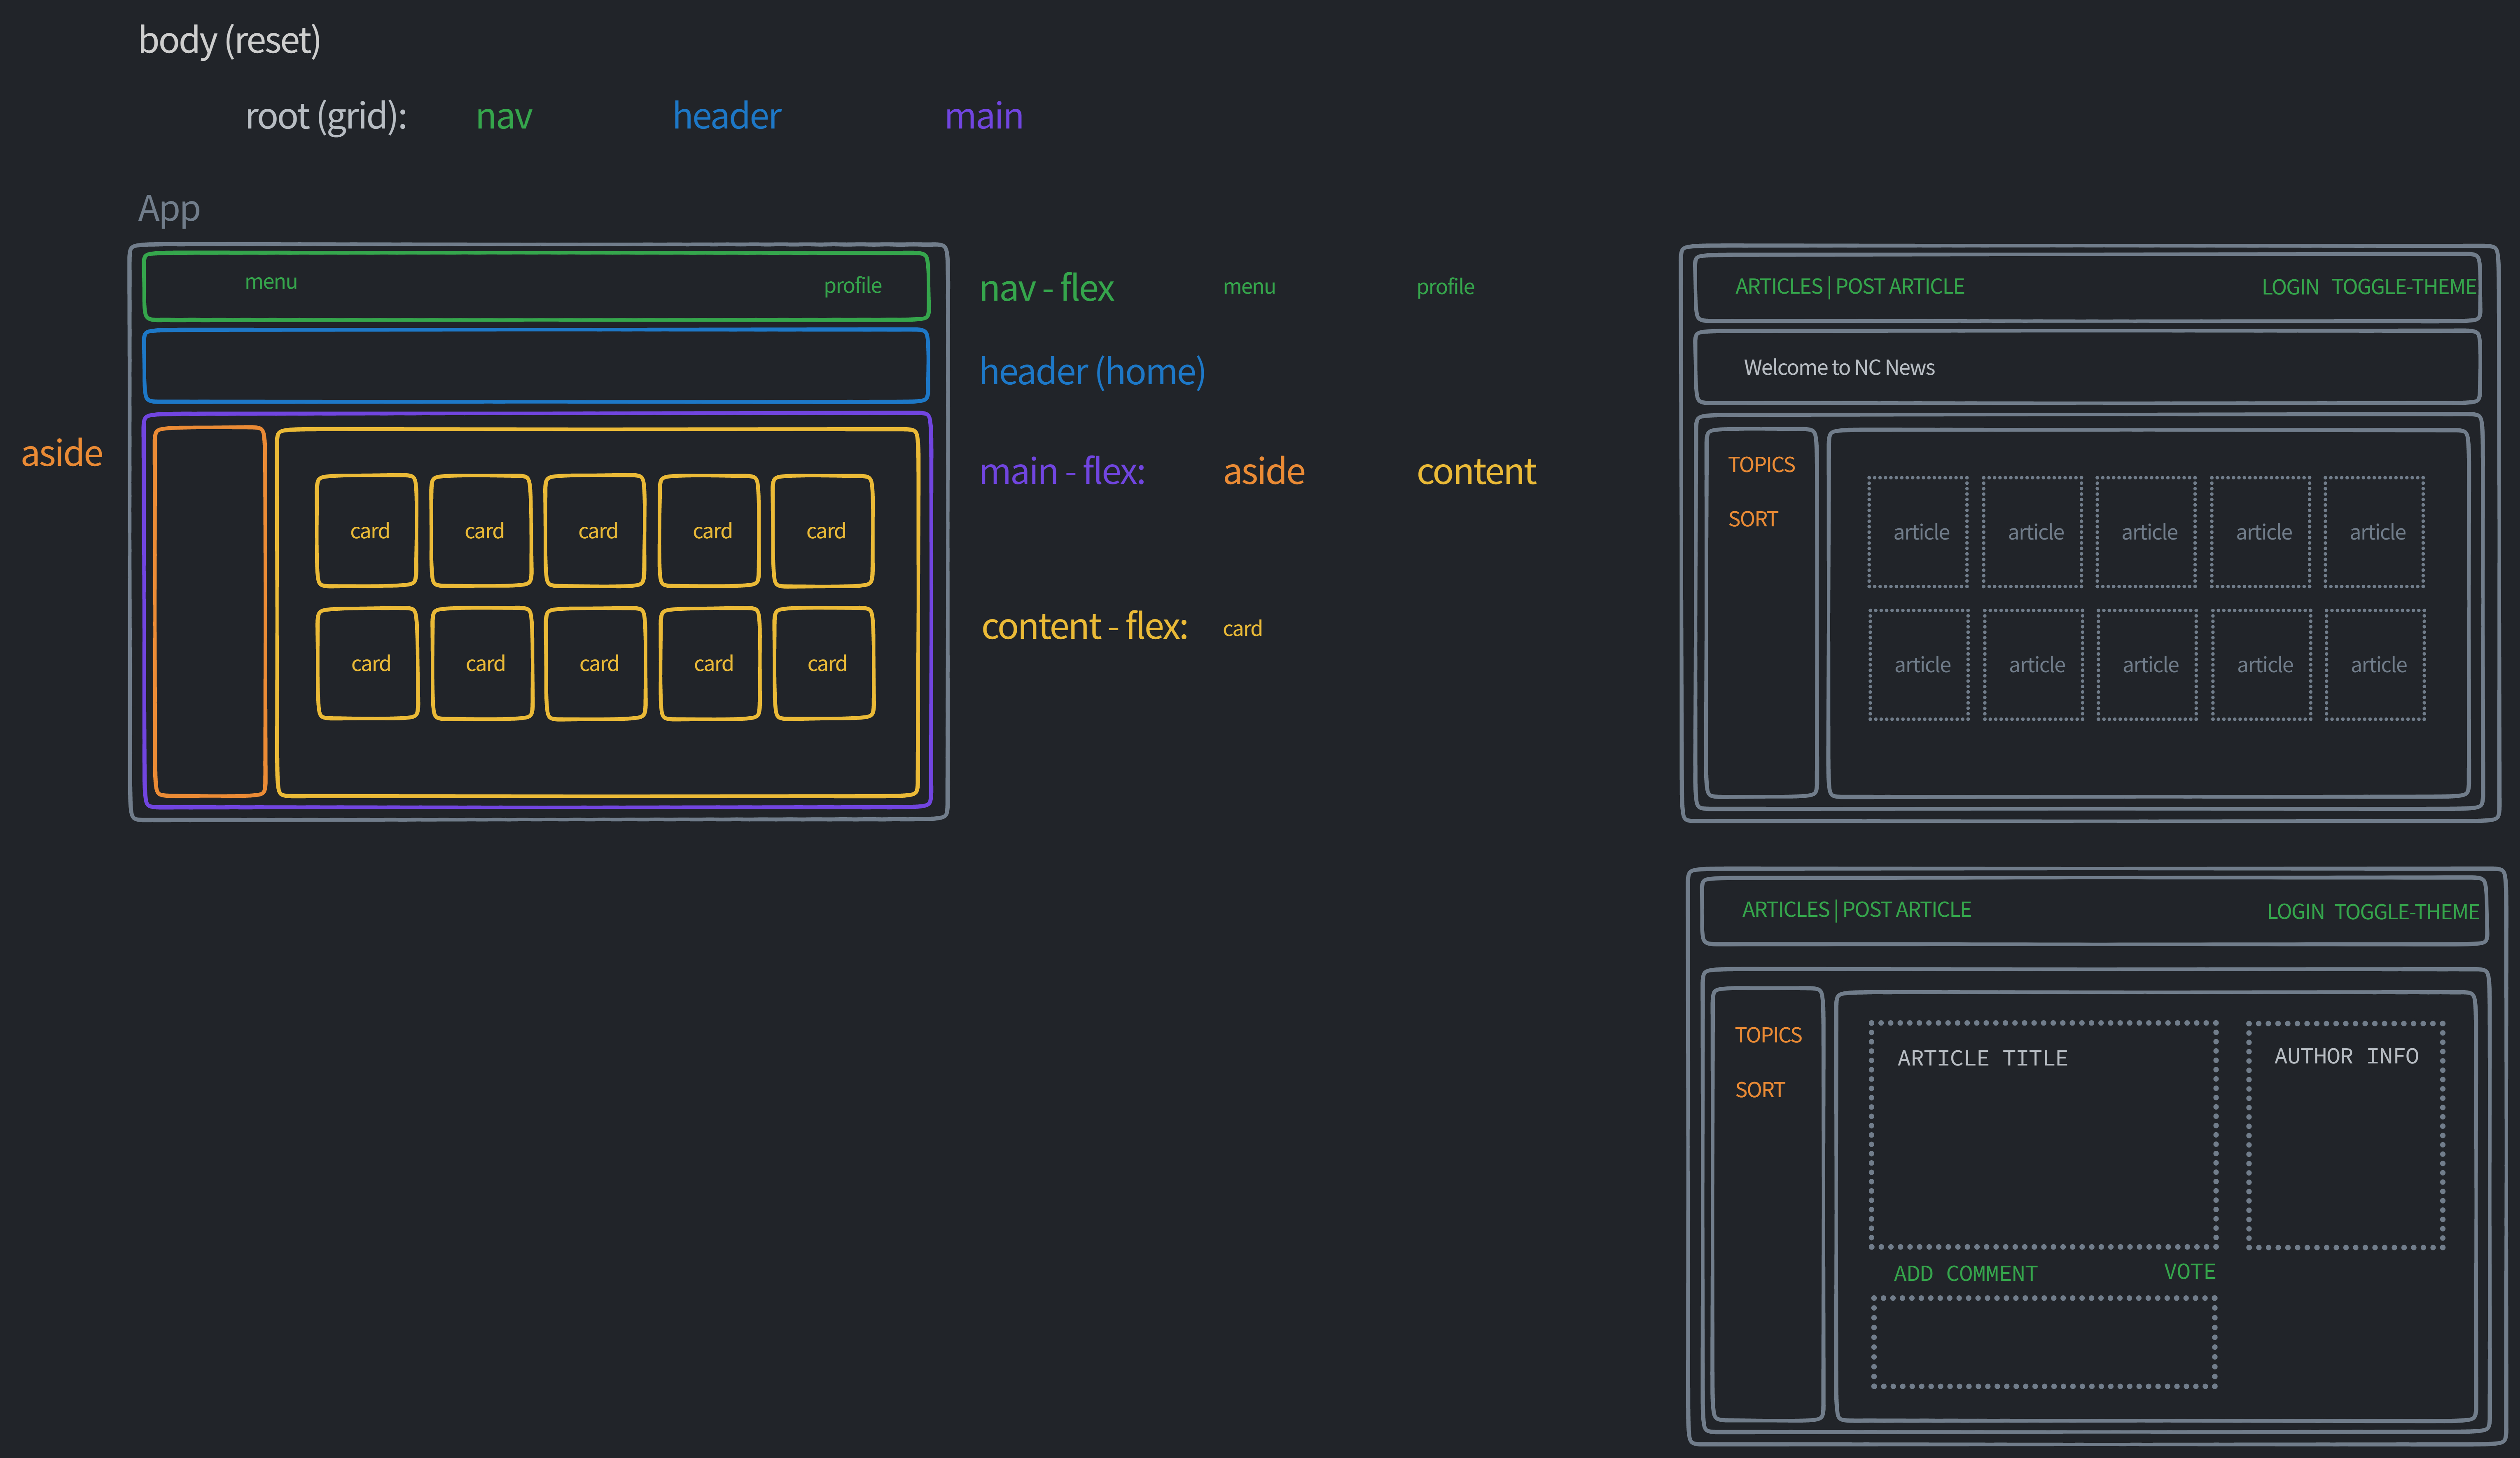 body (reset)
root (grid): nav header main
App
menu profile
aside
card card card card card
card card card card card
nav - flex menu profile
header (home)
main - flex: aside content
content - flex: card
ARTICLES | POST ARTICLE LOGIN TOGGLE-THEME
Welcome to NC News
TOPICS
SORT
article article article article article
article article article article article
ARTICLES | POST ARTICLE LOGIN TOGGLE-THEME
TOPICS
SORT
ARTICLE TITLE AUTHOR INFO
ADD COMMENT VOTE